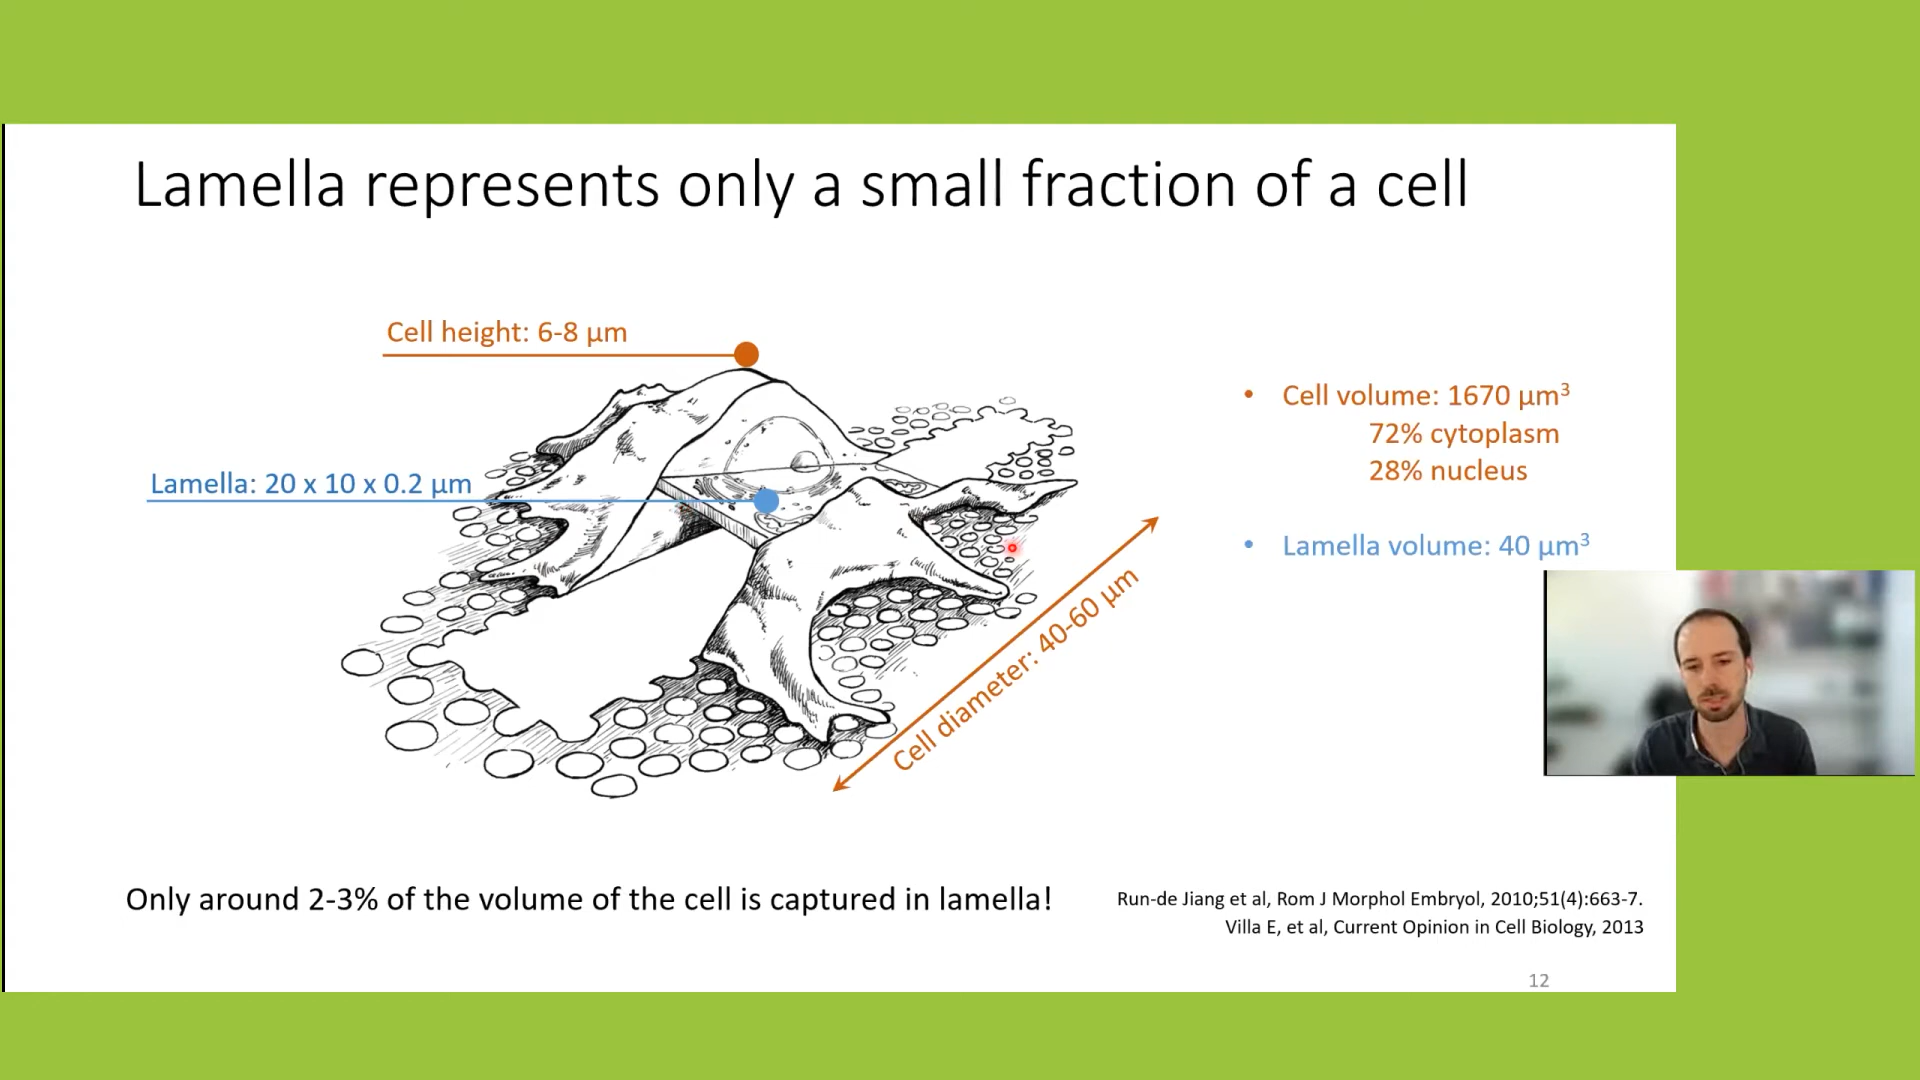 Lamella represents only a small fraction of a cell
Cell height: 6-8 µm
Lamella: 20 x 10 x 0.2 µm
Cell diameter: 40-60 µm
• Cell volume: 1670 µm³
72% cytoplasm
28% nucleus
• Lamella volume: 40 µm³
Only around 2-3% of the volume of the cell is captured in lamella!
Run-de Jiang et al, Rom J Morphol Embryol, 2010;51(4):663-7.
Villa E, et al, Current Opinion in Cell Biology, 2013
12